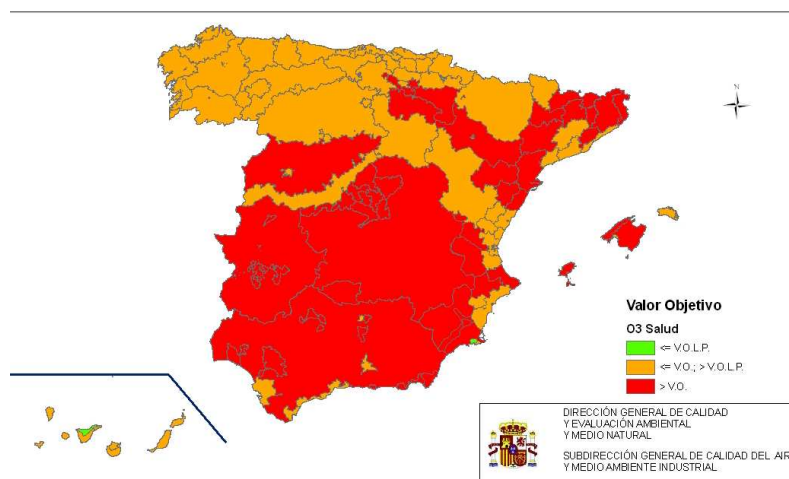 N
Valor Objetivo
O3 Salud
<= V.O.L.P.
<= V.O.; > V.O.L.P.
> V.O.
DIRECCIÓN GENERAL DE CALIDAD
Y EVALUACIÓN AMBIENTAL
Y MEDIO NATURAL
SUBDIRECCIÓN GENERAL DE CALIDAD DEL AIR
Y MEDIO AMBIENTE INDUSTRIAL